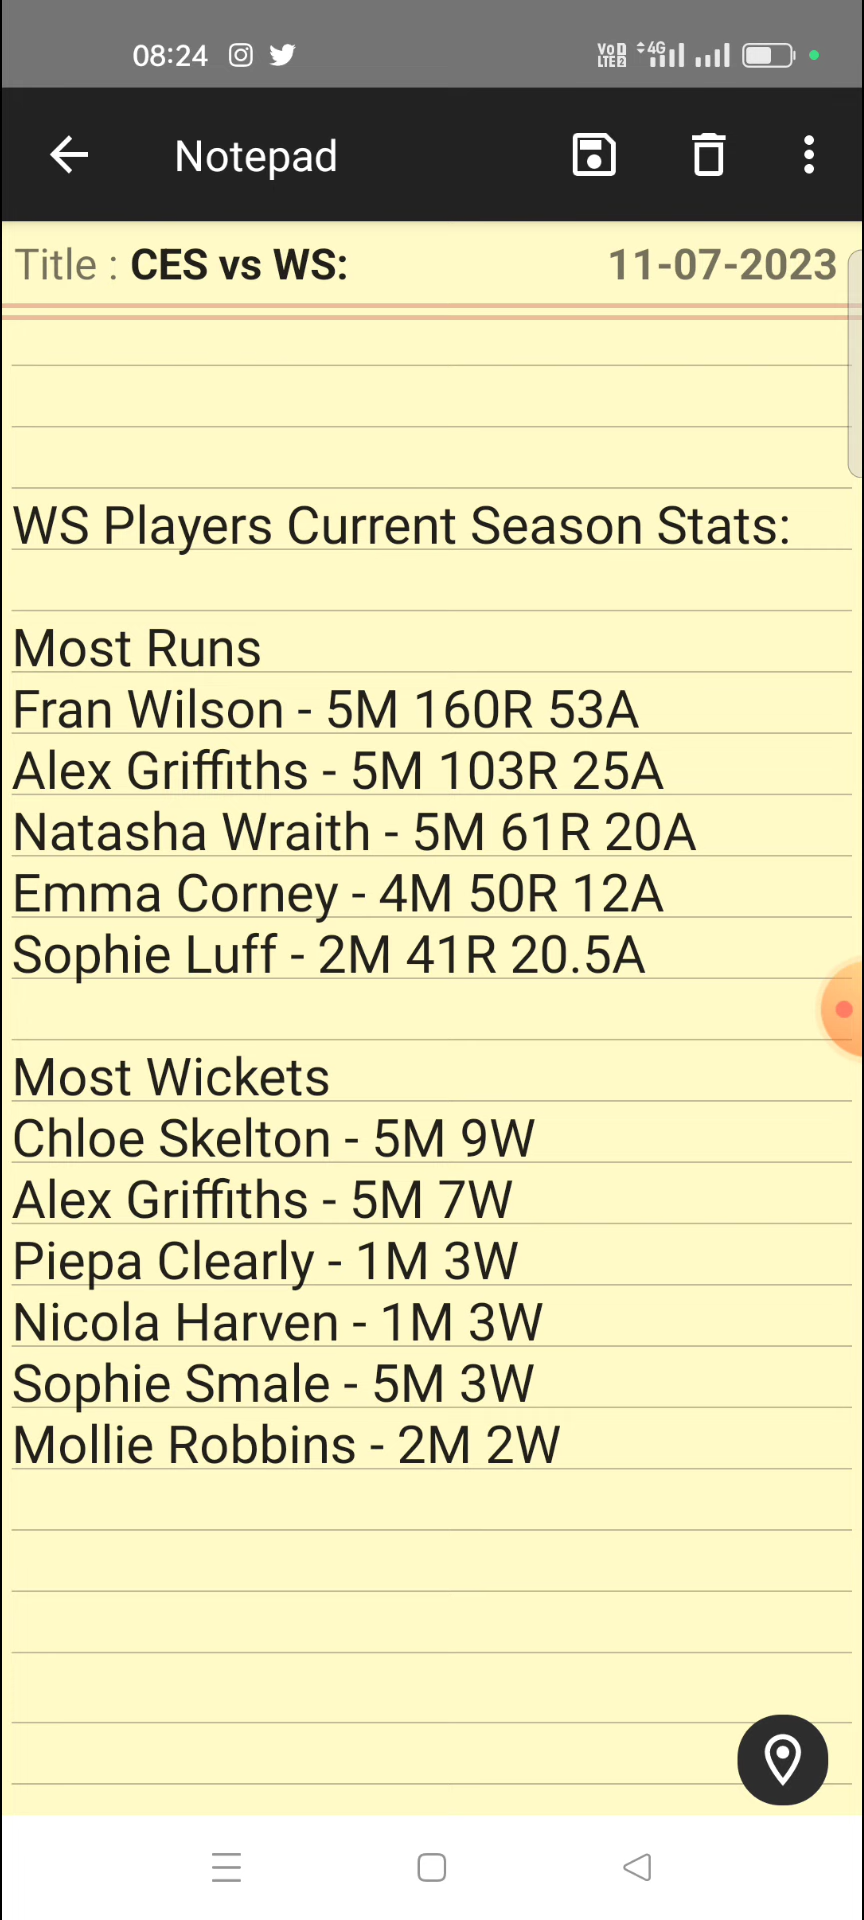 08:24 VoD LTE2 4G
Notepad
Title : CES vs WS: 11-07-2023
WS Players Current Season Stats:
Most Runs
Fran Wilson - 5M 160R 53A
Alex Griffiths - 5M 103R 25A
Natasha Wraith - 5M 61R 20A
Emma Corney - 4M 50R 12A
Sophie Luff - 2M 41R 20.5A
Most Wickets
Chloe Skelton - 5M 9W
Alex Griffiths - 5M 7W
Piepa Clearly - 1M 3W
Nicola Harven - 1M 3W
Sophie Smale - 5M 3W
Mollie Robbins - 2M 2W